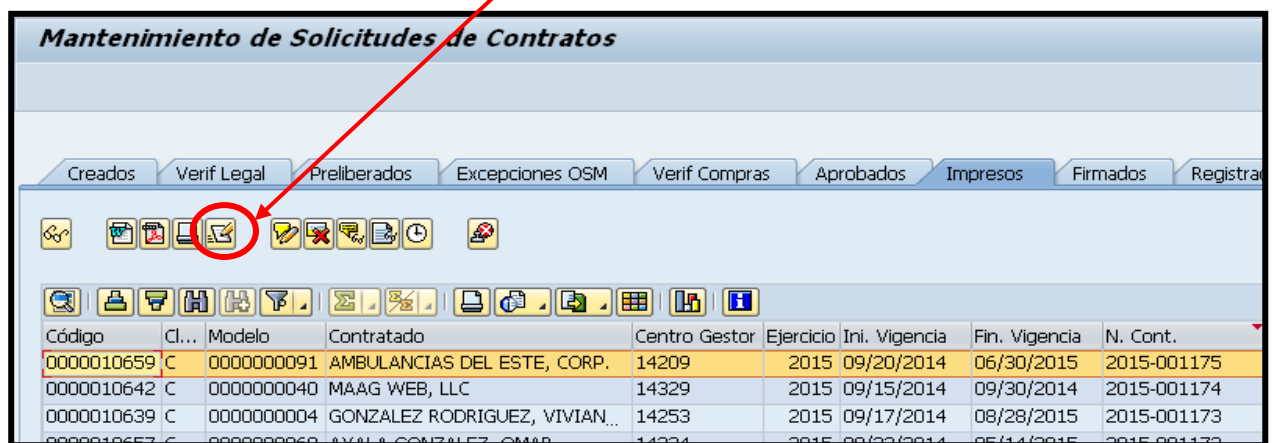 Mantenimiento de Solicitudes de Contratos
Creados Verif Legal Preliberados Excepciones OSM Verif Compras Aprobados Impresos Firmados Registrad
Código Cl... Modelo Contratado Centro Gestor Ejercicio Ini. Vigencia Fin. Vigencia N. Cont.
0000010659 C 0000000091 AMBULANCIAS DEL ESTE, CORP. 14209 2015 09/20/2014 06/30/2015 2015-001175
0000010642 C 0000000040 MAAG WEB, LLC 14329 2015 09/15/2014 09/30/2014 2015-001174
0000010639 C 0000000004 GONZALEZ RODRIGUEZ, VIVIAN... 14253 2015 09/17/2014 08/28/2015 2015-001173